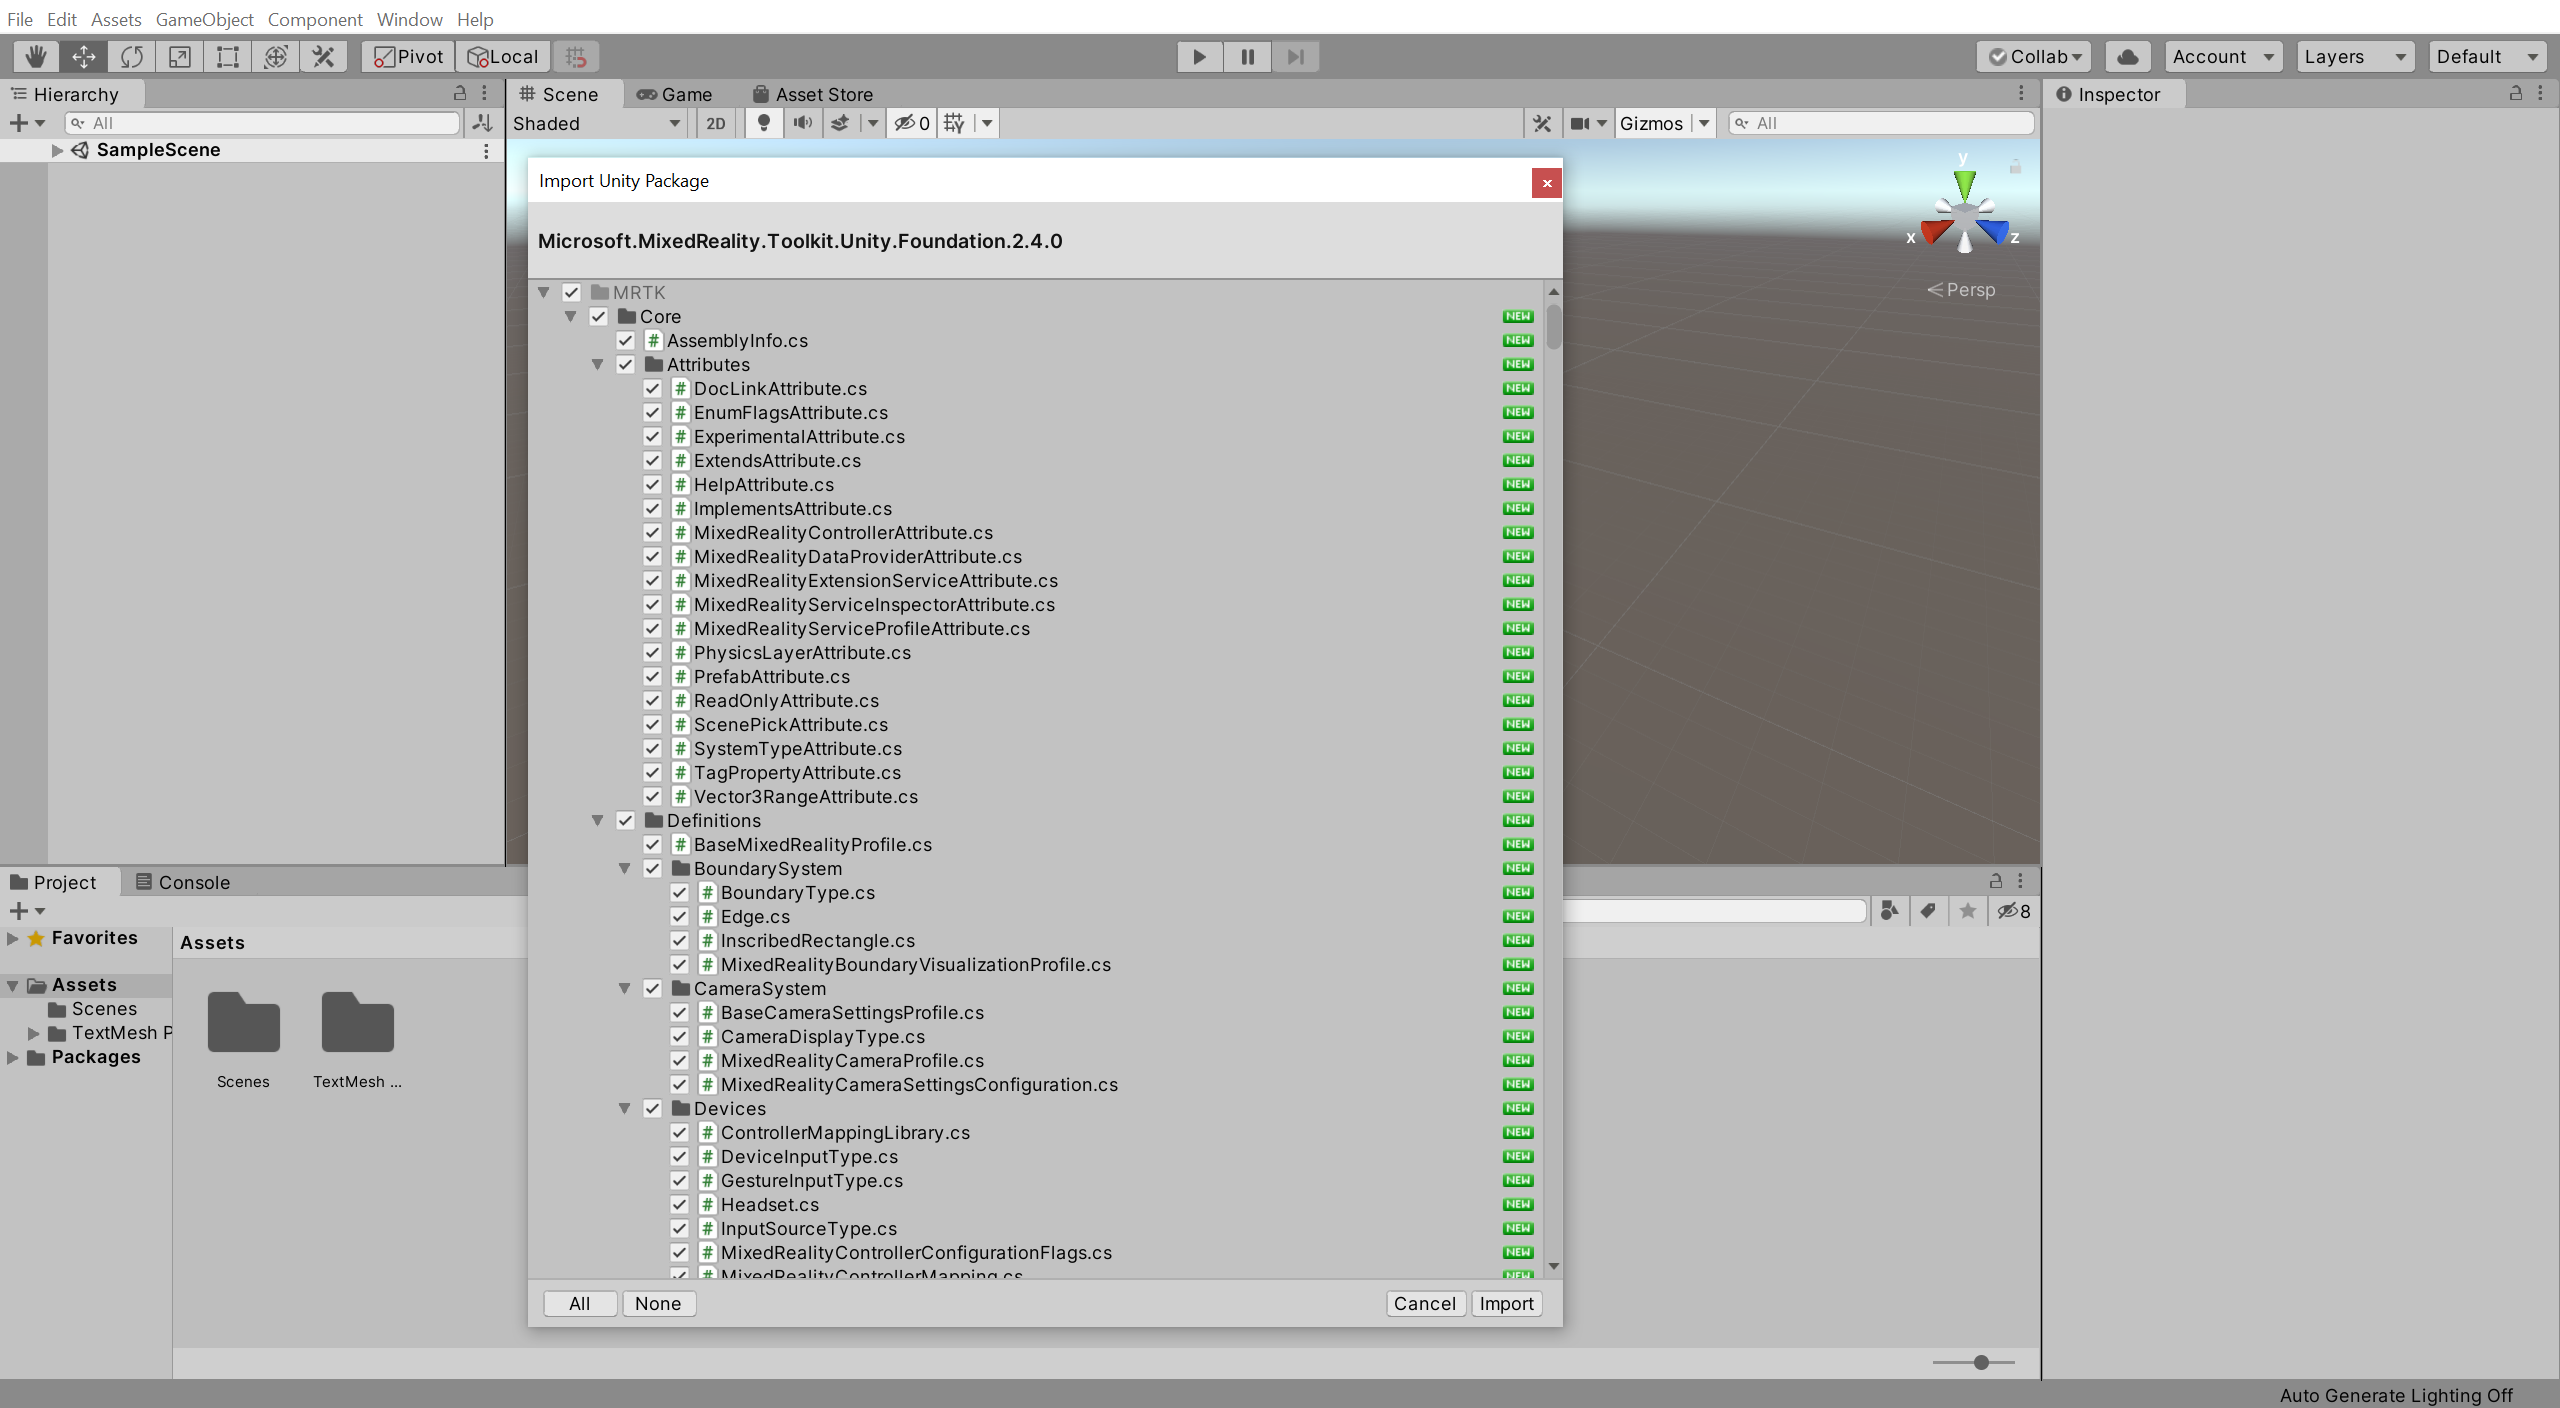 File Edit Assets GameObject Component Window Help
Pivot Local Collab Account Layers Default
Hierarchy
All
SampleScene
Scene Game Asset Store
Shaded 2D 0 Gizmos All
y
x z
Persp
Inspector
Import Unity Package
Microsoft.MixedReality.Toolkit.Unity.Foundation.2.4.0
MRTK
Core NEW
AssemblyInfo.cs NEW
Attributes NEW
DocLinkAttribute.cs NEW
EnumFlagsAttribute.cs NEW
ExperimentalAttribute.cs NEW
ExtendsAttribute.cs NEW
HelpAttribute.cs NEW
ImplementsAttribute.cs NEW
MixedRealityControllerAttribute.cs NEW
MixedRealityDataProviderAttribute.cs NEW
MixedRealityExtensionServiceAttribute.cs NEW
MixedRealityServiceInspectorAttribute.cs NEW
MixedRealityServiceProfileAttribute.cs NEW
PhysicsLayerAttribute.cs NEW
PrefabAttribute.cs NEW
ReadOnlyAttribute.cs NEW
ScenePickAttribute.cs NEW
SystemTypeAttribute.cs NEW
TagPropertyAttribute.cs NEW
Vector3RangeAttribute.cs NEW
Definitions NEW
BaseMixedRealityProfile.cs NEW
BoundarySystem NEW
BoundaryType.cs NEW
Edge.cs NEW
InscribedRectangle.cs NEW
MixedRealityBoundaryVisualizationProfile.cs NEW
CameraSystem NEW
BaseCameraSettingsProfile.cs NEW
CameraDisplayType.cs NEW
MixedRealityCameraProfile.cs NEW
MixedRealityCameraSettingsConfiguration.cs NEW
Devices NEW
ControllerMappingLibrary.cs NEW
DeviceInputType.cs NEW
GestureInputType.cs NEW
Headset.cs NEW
InputSourceType.cs NEW
MixedRealityControllerConfigurationFlags.cs NEW
MixedRealityControllerMapping.cs NEW
All None Cancel Import
Project Console
8
Favorites
Assets
Scenes
TextMesh P
Packages
Assets
Scenes TextMesh ...
Auto Generate Lighting Off